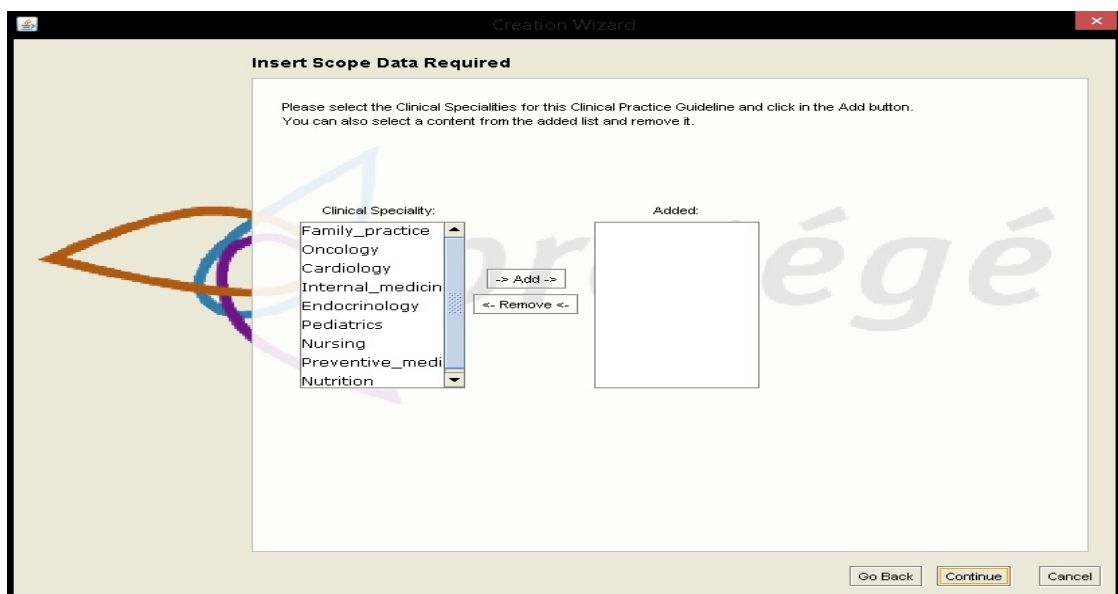 Creation Wizard
Insert Scope Data Required
Please select the Clinical Specialities for this Clinical Practice Guideline and click in the Add button.
You can also select a content from the added list and remove it.
Clinical Speciality:
Added:
Family_practice
Oncology
Cardiology
Internal_medicin
Endocrinology
Pediatrics
Nursing
Preventive_medi
Nutrition
-> Add ->
<- Remove <-
protégé
Go Back
Continue
Cancel